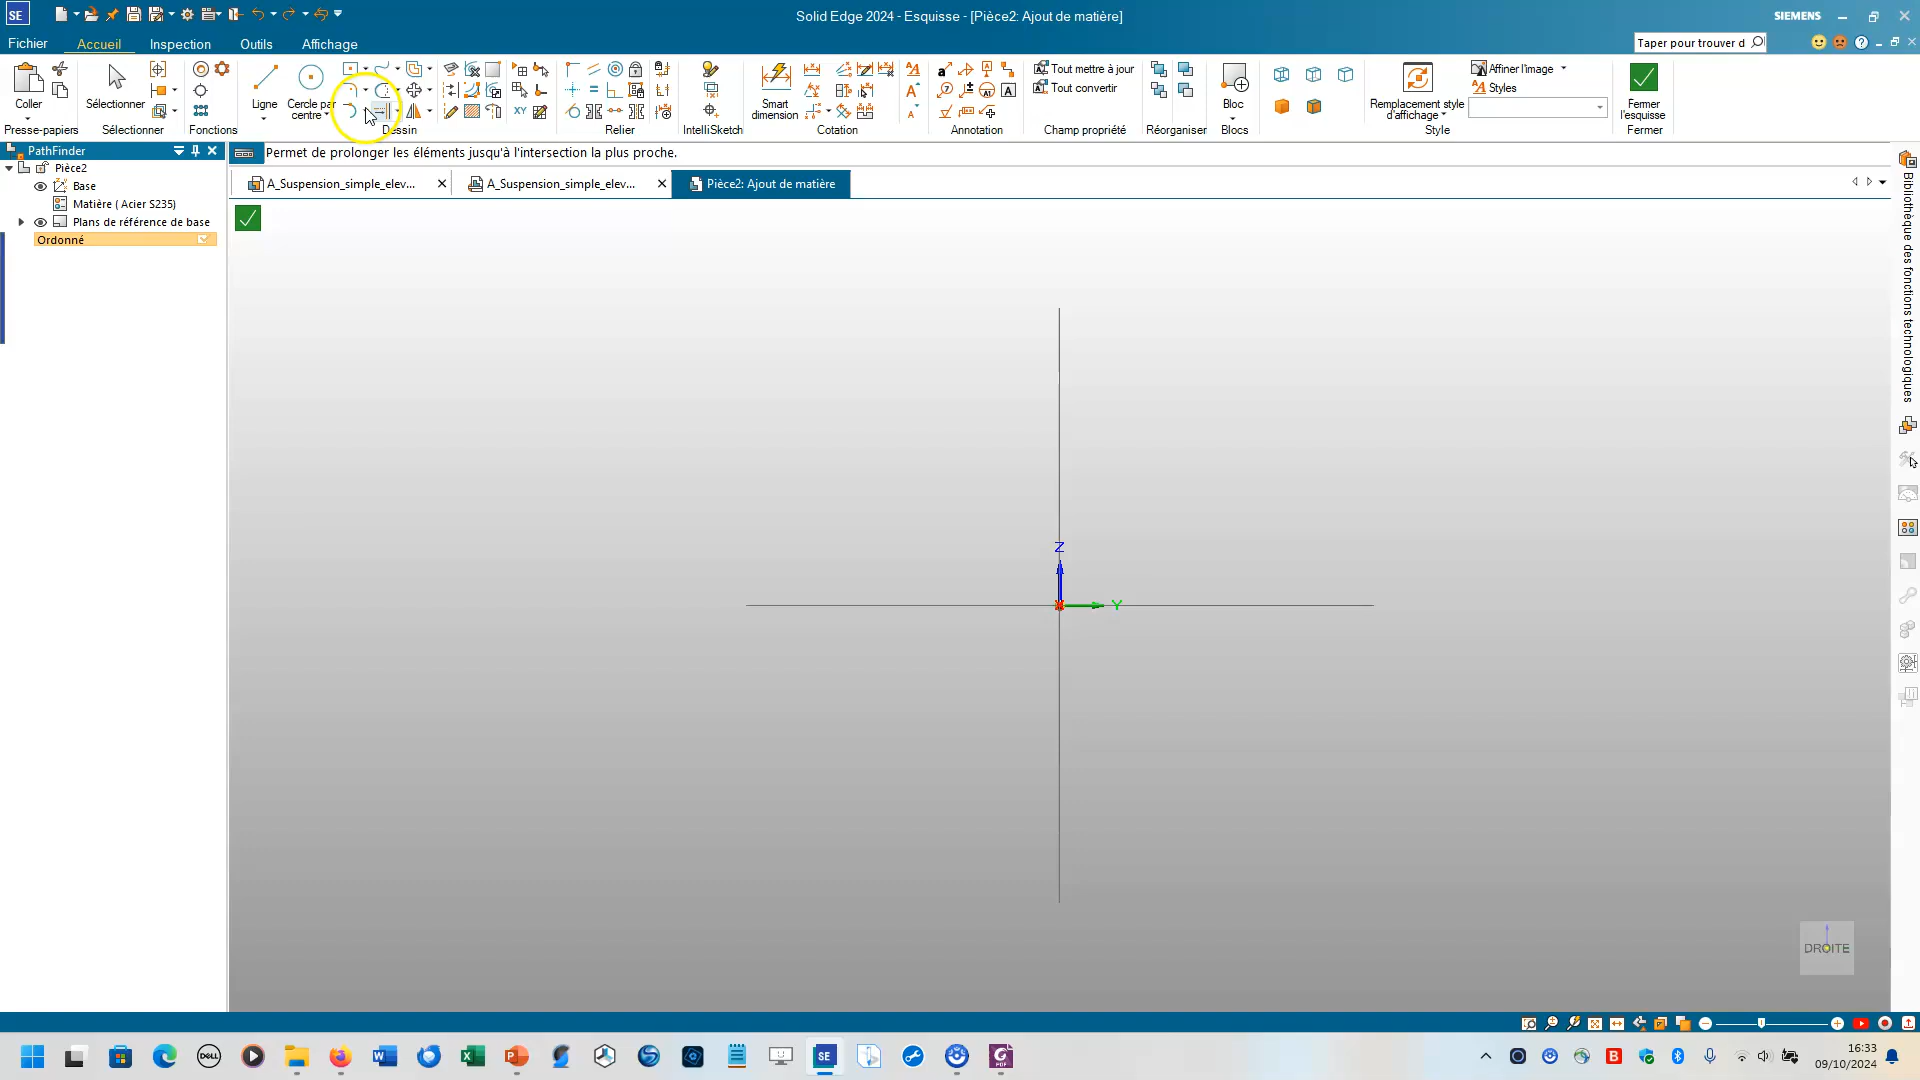 SE
Solid Edge 2024 - Esquisse - [Pièce2: Ajout de matière]
SIEMENS
Fichier
Accueil
Inspection
Outils
Affichage
Taper pour trouver d
Coller
Sélectionner
Ligne
Cercle par
centre
Smart
dimension
Tout mettre à jour
Tout convertir
Bloc
Remplacement style
d'affichage
Affiner l'image
Styles
Fermer
l'esquisse
Presse-papiers
Sélectionner
Fonctions
Dessin
Relier
IntelliSketch
Cotation
Annotation
Champ propriété
Réorganiser
Blocs
Style
Fermer
PathFinder
Permet de prolonger les éléments jusqu'à l'intersection la plus proche.
Pièce2
Base
Matière ( Acier S235)
Plans de référence de base
Ordonné
A_Suspension_simple_elev...
A_Suspension_simple_elev...
Pièce2: Ajout de matière
Bibliothèque des fonctions technologiques
Z
Y
DROITE
16:33
09/10/2024